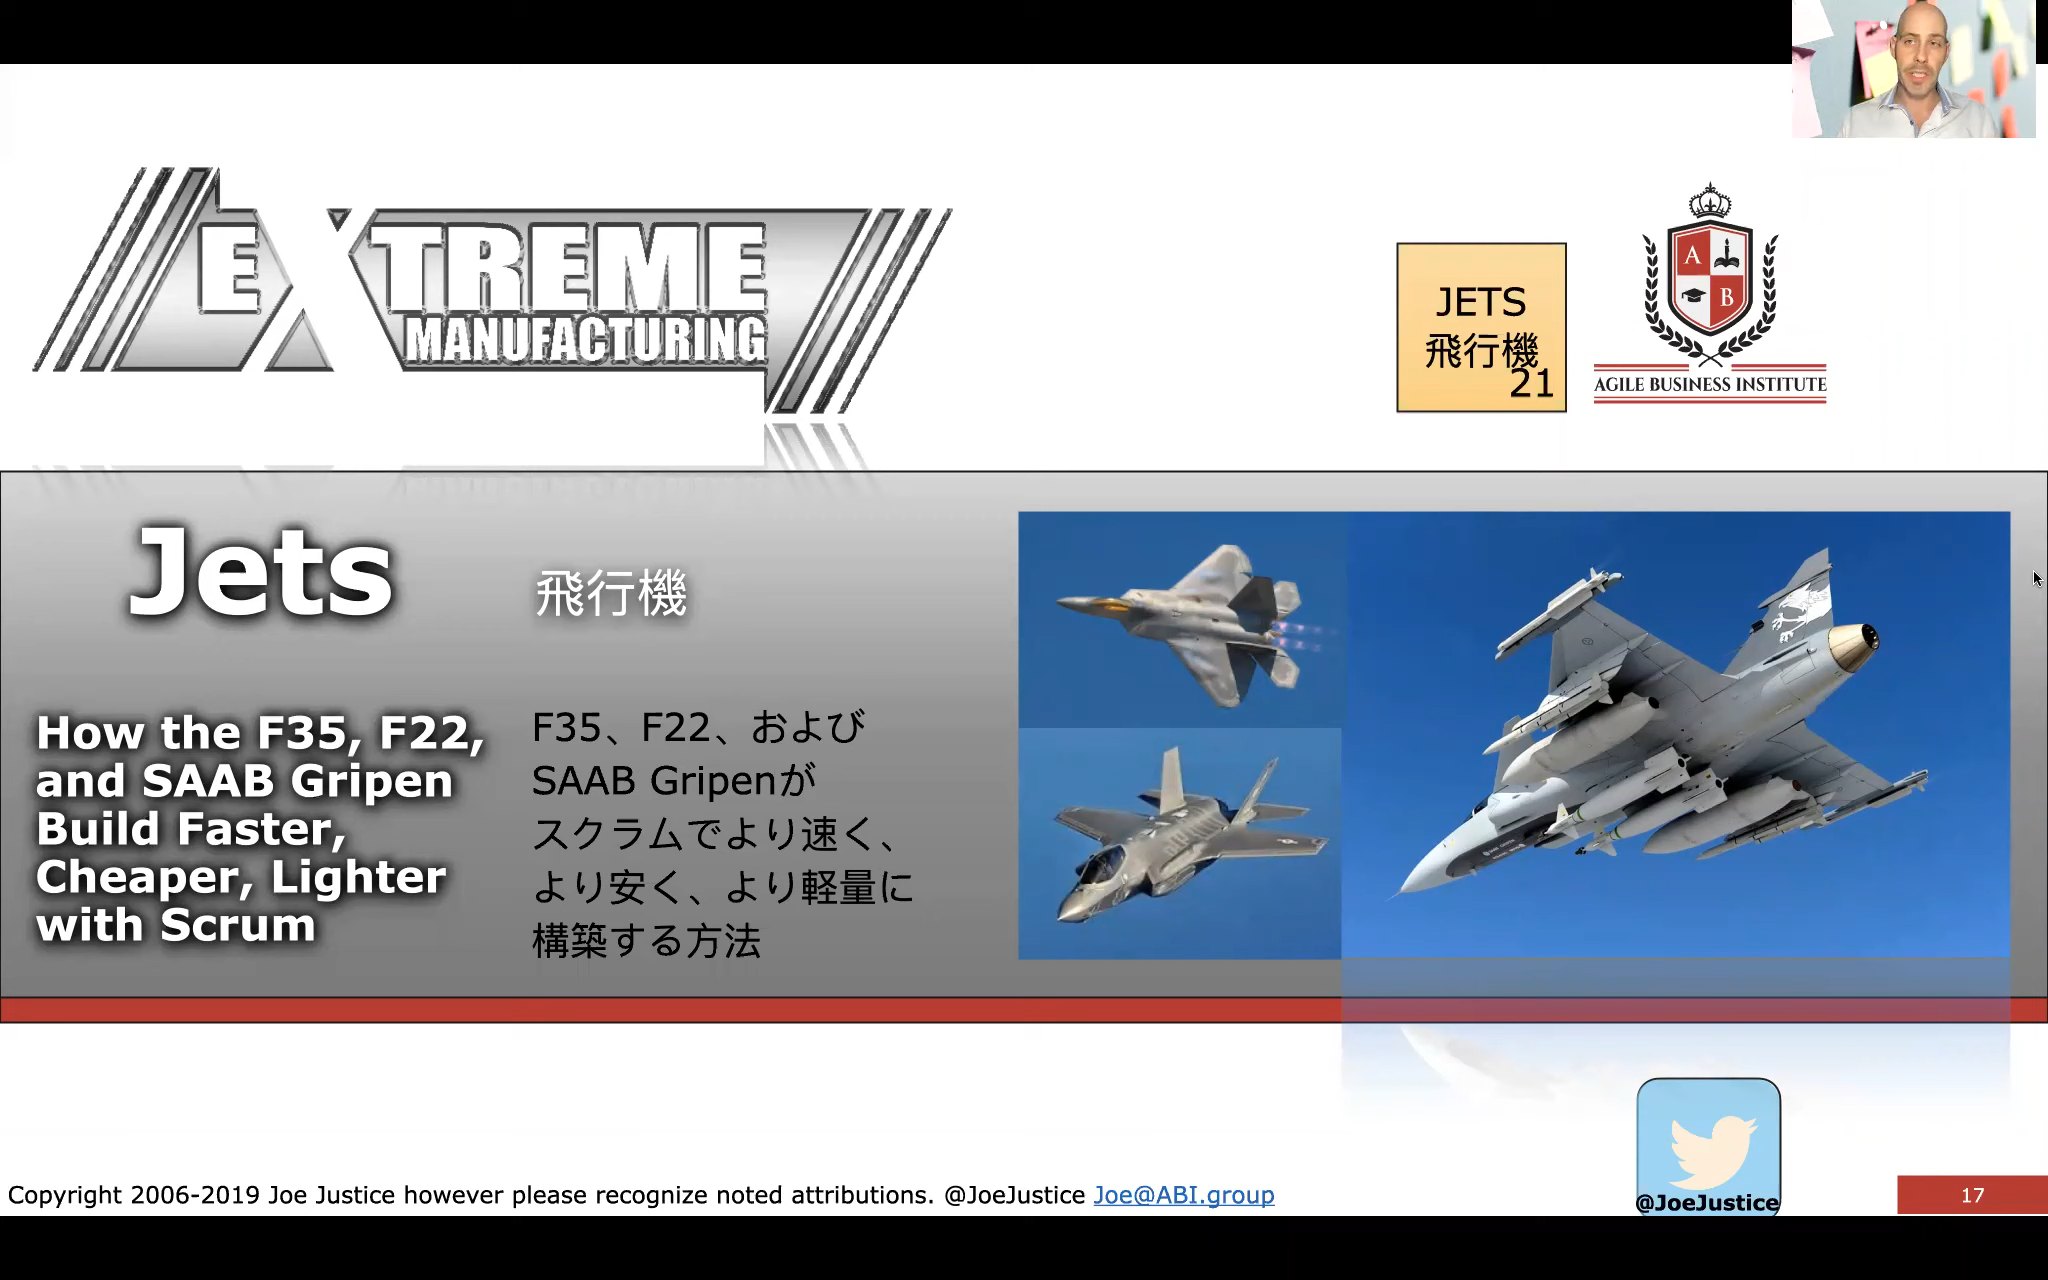 EXTREME
MANUFACTURING
JETS
飛行機
21
A
B
AGILE BUSINESS INSTITUTE
Jets
飛行機
How the F35, F22,
and SAAB Gripen
Build Faster,
Cheaper, Lighter
with Scrum
F35、F22、および
SAAB Gripenが
スクラムでより速く、
より安く、より軽量に
構築する方法
@JoeJustice
Copyright 2006-2019 Joe Justice however please recognize noted attributions. @JoeJustice Joe@ABI.group
17